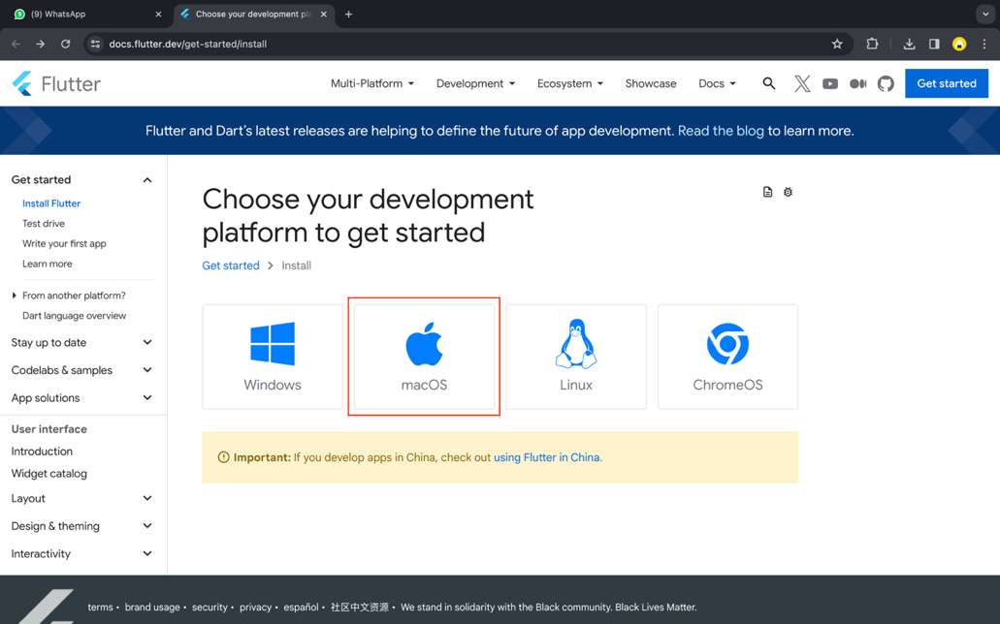 (9) WhatsApp
Choose your development pla
docs.flutter.dev/get-started/install
Flutter
Multi-Platform Development Ecosystem Showcase Docs Get started
Flutter and Dart's latest releases are helping to define the future of app development. Read the blog to learn more.
Get started
Install Flutter
Test drive
Write your first app
Learn more
From another platform?
Dart language overview
Stay up to date
Codelabs & samples
App solutions
User interface
Introduction
Widget catalog
Layout
Design & theming
Interactivity
Choose your development
platform to get started
Get started Install
Windows macOS Linux ChromeOS
Important: If you develop apps in China, check out using Flutter in China.
terms • brand usage • security • privacy • español • 社区中文资源 • We stand in solidarity with the Black community. Black Lives Matter.